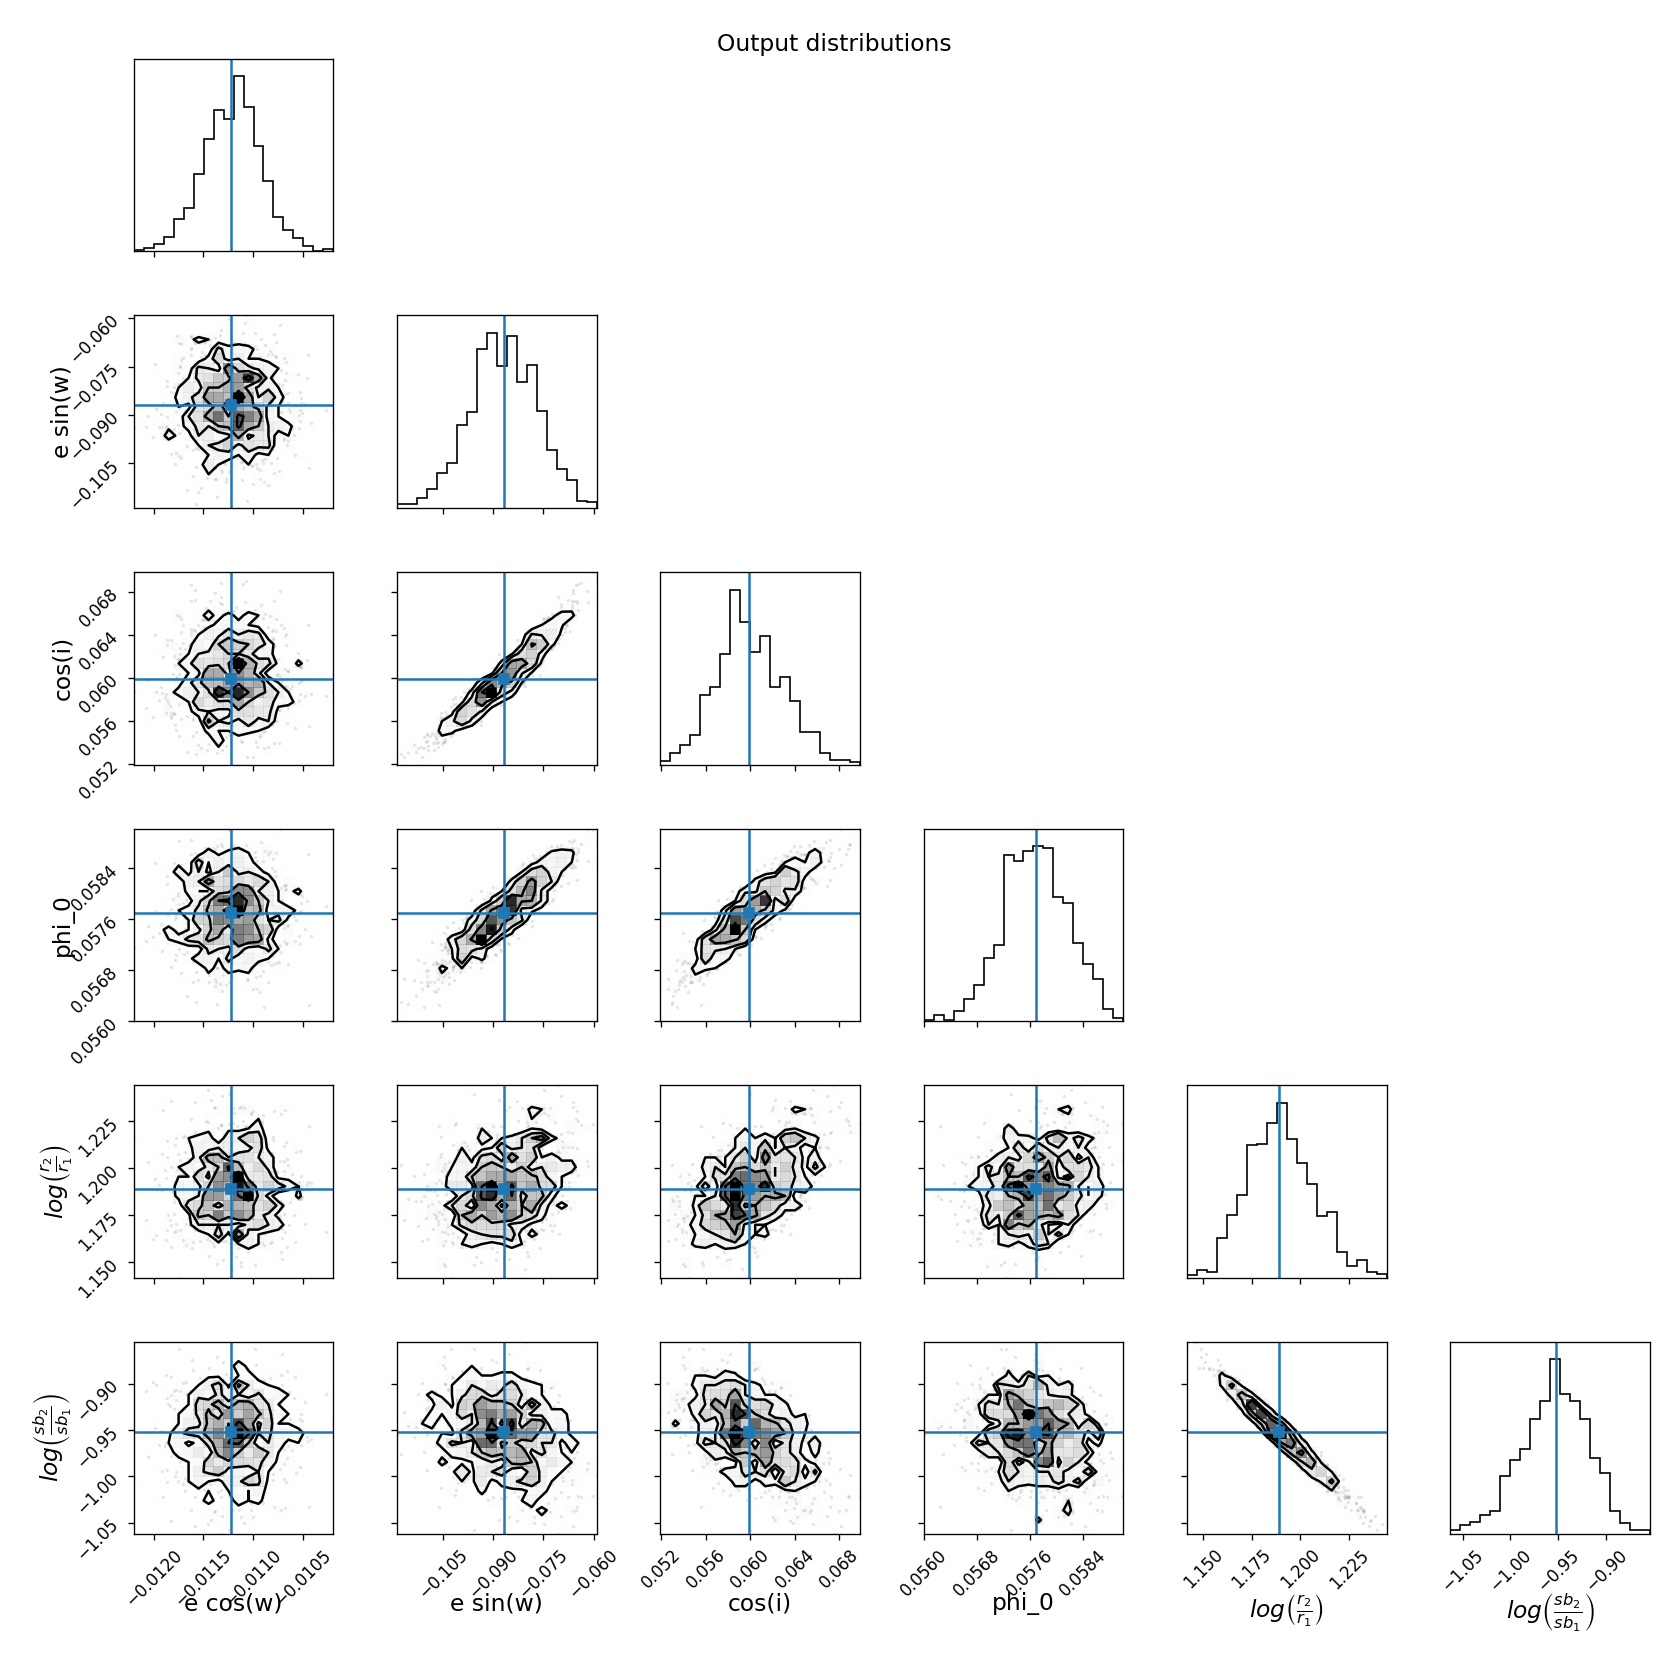 Output distributions
e sin(w)
−0.060
−0.075
−0.090
−0.105
cos(i)
0.068
0.064
0.060
0.056
0.052
phi_0
0.0584
0.0576
0.0568
0.0560
log(r₂/r₁)
1.225
1.200
1.175
1.150
log(sb₂/sb₁)
−0.90
−0.95
−1.00
−1.05
−0.0120 −0.0115 −0.0110 −0.0105
−0.105 −0.090 −0.075 −0.060
0.052 0.056 0.060 0.064 0.068
0.0560 0.0568 0.0576 0.0584
1.150 1.175 1.200 1.225
−1.05 −1.00 −0.95 −0.90
e cos(w)
e sin(w)
cos(i)
phi_0
log(r₂/r₁)
log(sb₂/sb₁)